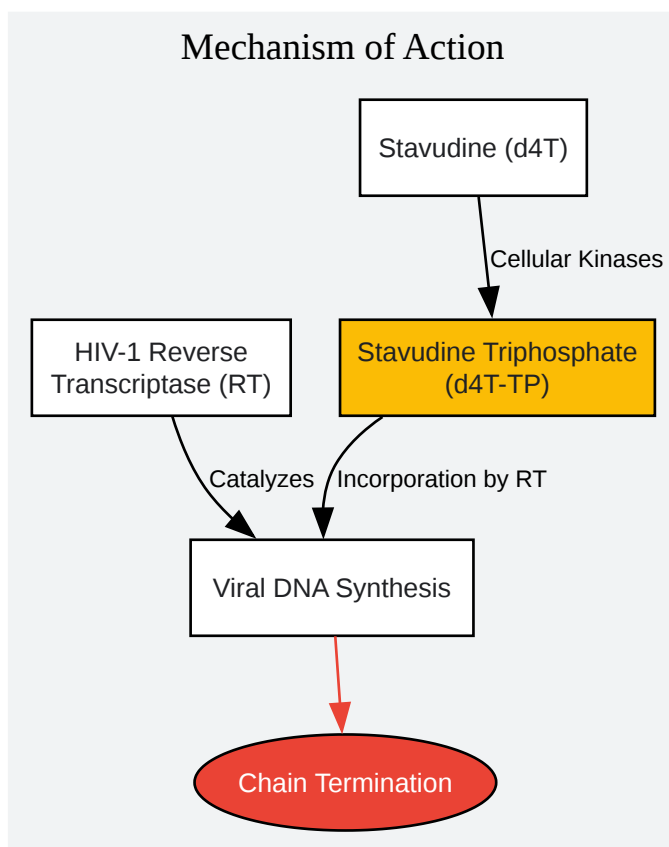 Mechanism of Action
Stavudine (d4T)
Cellular Kinases
HIV-1 Reverse
Transcriptase (RT)
Stavudine Triphosphate
(d4T-TP)
Catalyzes
Incorporation by RT
Viral DNA Synthesis
Chain Termination